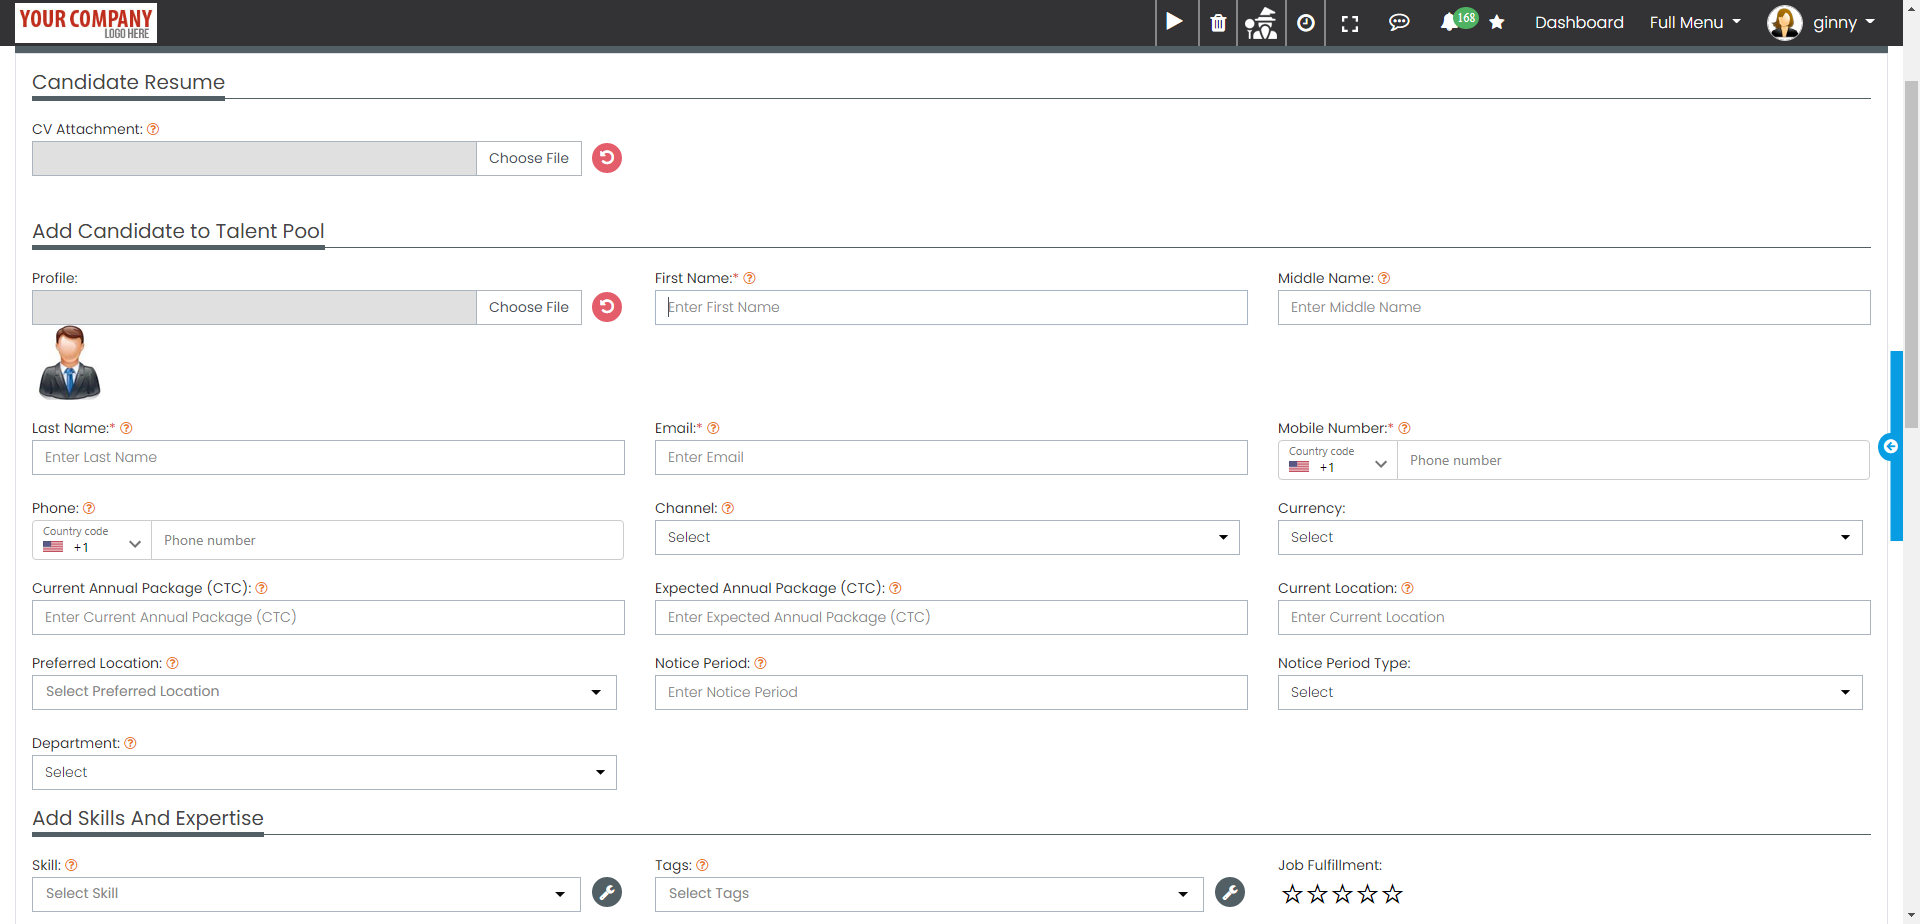 YOUR COMPANY
LOGO HERE
168
Dashboard
Full Menu
ginny
Candidate Resume
CV Attachment:
Choose File
Add Candidate to Talent Pool
Profile:
Choose File
First Name:*
Enter First Name
Middle Name:
Enter Middle Name
Last Name:*
Enter Last Name
Email:*
Enter Email
Mobile Number:*
Country code
+1
Phone number
Phone:
Country code
+1
Phone number
Channel:
Select
Currency:
Select
Current Annual Package (CTC):
Enter Current Annual Package (CTC)
Expected Annual Package (CTC):
Enter Expected Annual Package (CTC)
Current Location:
Enter Current Location
Preferred Location:
Select Preferred Location
Notice Period:
Enter Notice Period
Notice Period Type:
Select
Department:
Select
Add Skills And Expertise
Skill:
Select Skill
Tags:
Select Tags
Job Fulfillment: